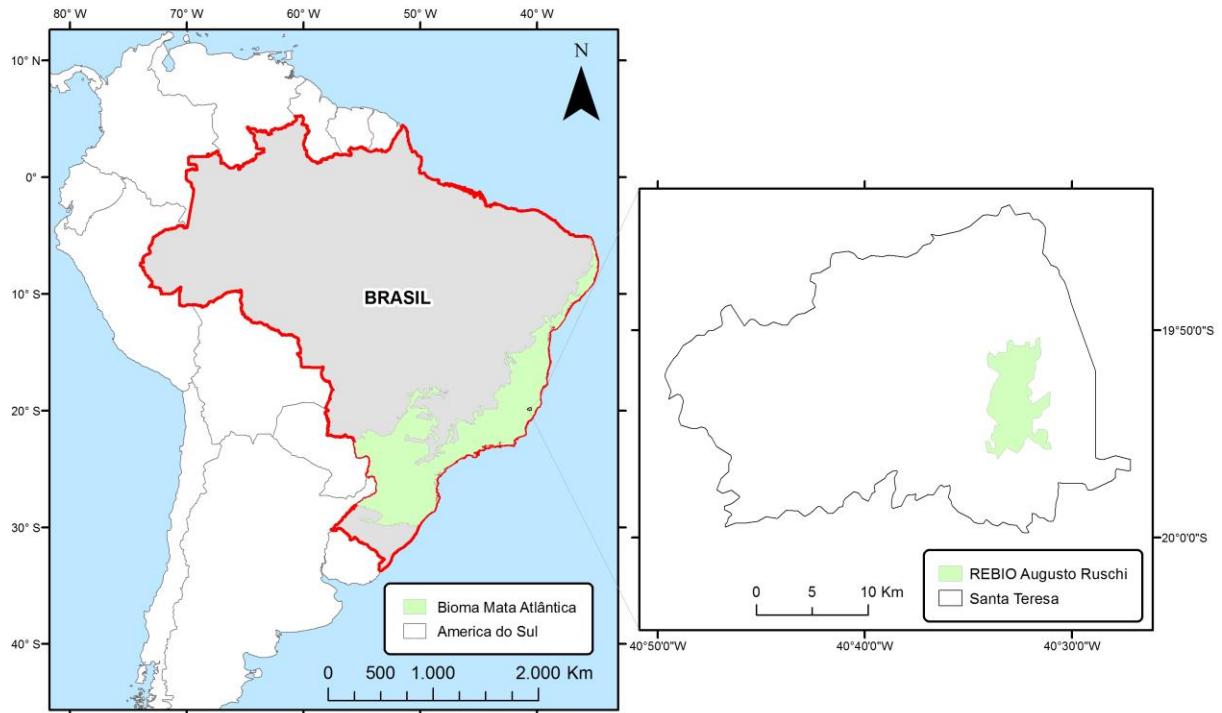 80° W
70° W
60° W
50° W
40° W
10° N
0°
10° S
20° S
30° S
40° S
N
BRASIL
Bioma Mata Atlântica
America do Sul
0 500 1.000 2.000 Km
19°50'0"S
20°0'0"S
REBIO Augusto Ruschi
Santa Teresa
0 5 10 Km
40°50'0"W
40°40'0"W
40°30'0"W